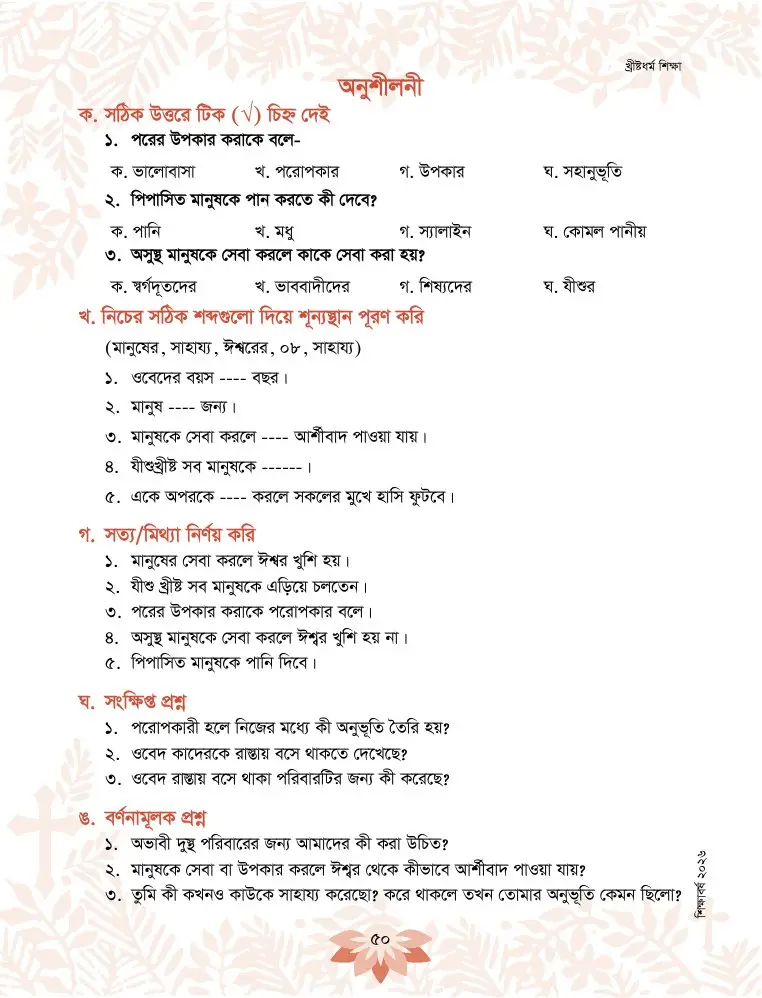 খ্রীষ্টধর্ম শিক্ষা
অনুশীলনী
ক. সঠিক উত্তরে টিক (√) চিহ্ন দেই
১. পরের উপকার করাকে বলে-
ক. ভালোবাসা খ. পরোপকার গ. উপকার ঘ. সহানুভূতি
২. পিপাসিত মানুষকে পান করতে কী দেবে?
ক. পানি খ. মধু গ. স্যালাইন ঘ. কোমল পানীয়
৩. অসুস্থ মানুষকে সেবা করলে কাকে সেবা করা হয়?
ক. স্বর্গদূতদের খ. ভাববাদীদের গ. শিষ্যদের ঘ. যীশুর
খ. নিচের সঠিক শব্দগুলো দিয়ে শূন্যস্থান পূরণ করি
(মানুষের, সাহায্য, ঈশ্বরের, ০৮, সাহায্য)
১. ওবেদের বয়স ---- বছর।
২. মানুষ ---- জন্য।
৩. মানুষকে সেবা করলে ---- আর্শীবাদ পাওয়া যায়।
৪. যীশুখ্রীষ্ট সব মানুষকে ------।
৫. একে অপরকে ---- করলে সকলের মুখে হাসি ফুটবে।
গ. সত্য/মিথ্যা নির্ণয় করি
১. মানুষের সেবা করলে ঈশ্বর খুশি হয়।
২. যীশু খ্রীষ্ট সব মানুষকে এড়িয়ে চলতেন।
৩. পরের উপকার করাকে পরোপকার বলে।
৪. অসুস্থ মানুষকে সেবা করলে ঈশ্বর খুশি হয় না।
৫. পিপাসিত মানুষকে পানি দিবে।
ঘ. সংক্ষিপ্ত প্রশ্ন
১. পরোপকারী হলে নিজের মধ্যে কী অনুভূতি তৈরি হয়?
২. ওবেদ কাদেরকে রাস্তায় বসে থাকতে দেখেছে?
৩. ওবেদ রাস্তায় বসে থাকা পরিবারটির জন্য কী করেছে?
ঙ. বর্ণনামূলক প্রশ্ন
১. অভাবী দুস্থ পরিবারের জন্য আমাদের কী করা উচিত?
২. মানুষকে সেবা বা উপকার করলে ঈশ্বর থেকে কীভাবে আর্শীবাদ পাওয়া যায়?
৩. তুমি কী কখনও কাউকে সাহায্য করেছো? করে থাকলে তখন তোমার অনুভূতি কেমন ছিলো?
শিক্ষাবর্ষ ২০২৬
৫০